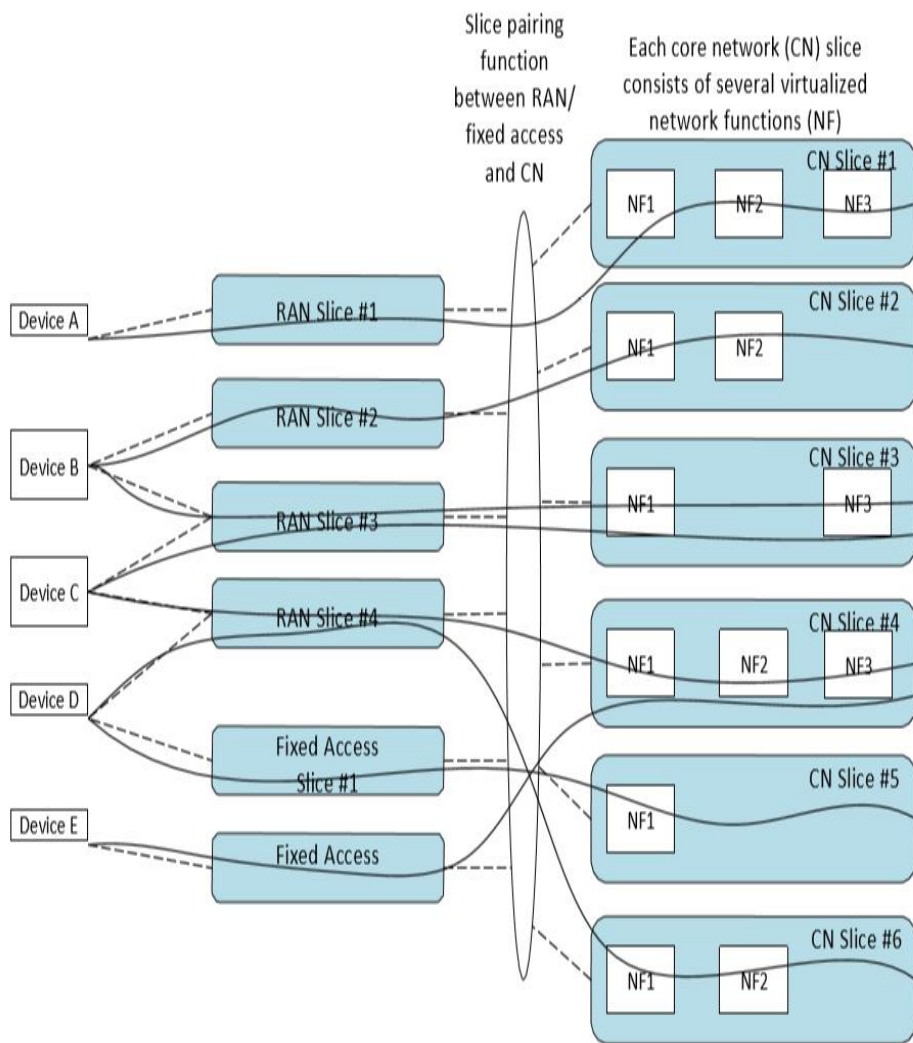 Slice pairing
function
between RAN/
fixed access
and CN
Each core network (CN) slice
consists of several virtualized
network functions (NF)
CN Slice #1
NF1
NF2
NF3
Device A
RAN Slice #1
CN Slice #2
NF1
NF2
Device B
RAN Slice #2
CN Slice #3
NF1
NF3
RAN Slice #3
Device C
RAN Slice #4
CN Slice #4
NF1
NF2
NF3
Device D
Fixed Access
Slice #1
CN Slice #5
NF1
Device E
Fixed Access
CN Slice #6
NF1
NF2